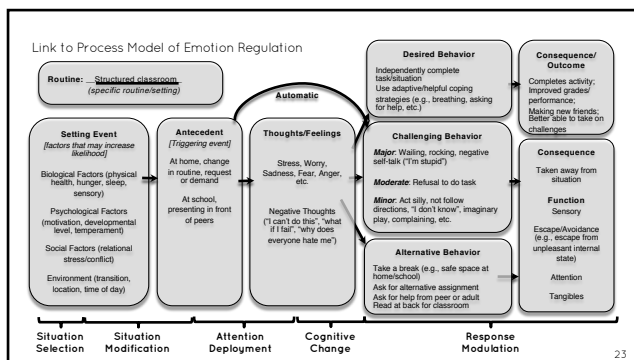 Link to Process Model of Emotion Regulation
Routine: Structured classroom
(specific routine/setting)
Automatic
Setting Event
[factors that may increase
likelihood]
Biological Factors (physical
health, hunger, sleep,
sensory)
Psychological Factors
(motivation, developmental
level, temperament)
Social Factors (relational
stress/conflict)
Environment (transition,
location, time of day)
Antecedent
[Triggering event]
At home, change
in routine, request
or demand
At school,
presenting in front
of peers
Thoughts/Feelings
Stress, Worry,
Sadness, Fear, Anger,
etc.
Negative Thoughts
("I can't do this", "what
if I fail", "why does
everyone hate me")
Desired Behavior
Independently complete
task/situation
Use adaptive/helpful coping
strategies (e.g., breathing, asking
for help, etc.)
Challenging Behavior
Major: Wailing, rocking, negative
self-talk ("I'm stupid")
Moderate: Refusal to do task
Minor: Act silly, not follow
directions, "I don't know", imaginary
play, complaining, etc.
Alternative Behavior
Take a break (e.g., safe space at
home/school)
Ask for alternative assignment
Ask for help from peer or adult
Read at back for classroom
Consequence/
Outcome
Completes activity;
Improved grades/
performance;
Making new friends;
Better able to take on
challenges
Consequence
Taken away from
situation
Function
Sensory
Escape/Avoidance
(e.g., escape from
unpleasant internal
state)
Attention
Tangibles
Situation
Selection
Situation
Modification
Attention
Deployment
Cognitive
Change
Response
Modulation
23